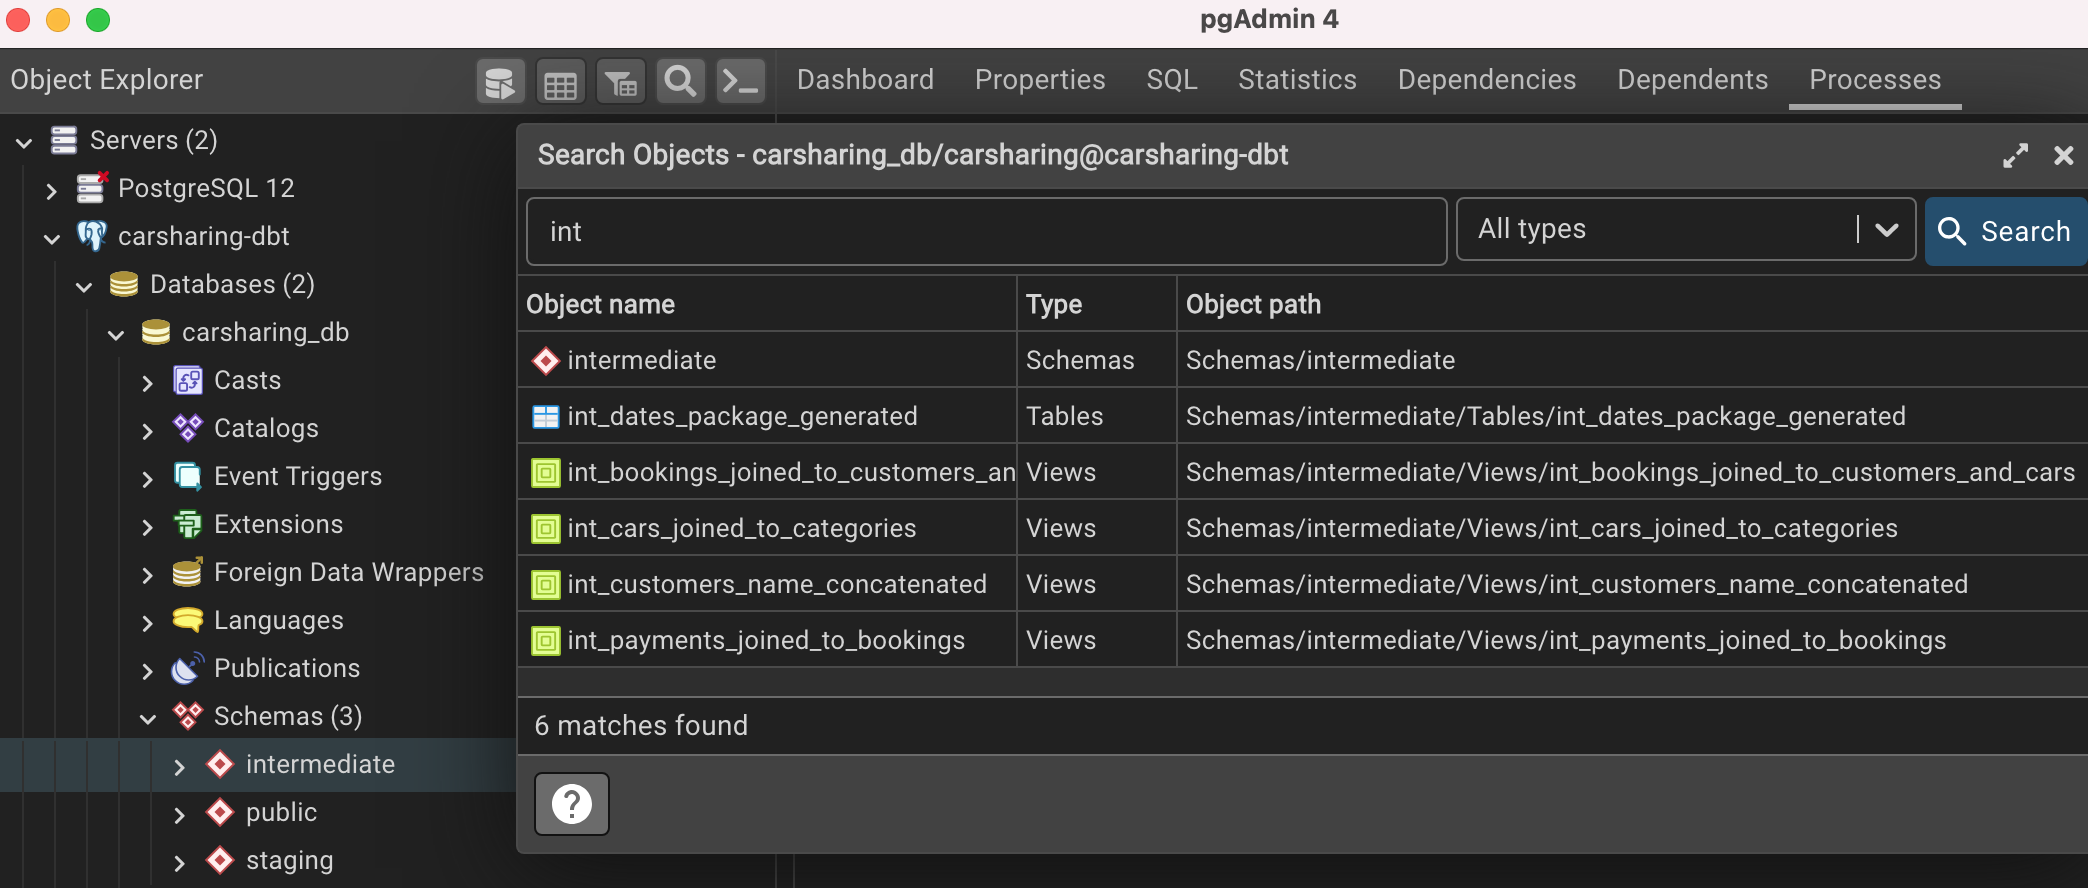 pgAdmin 4
Object Explorer
Dashboard Properties SQL Statistics Dependencies Dependents Processes
Servers (2)
PostgreSQL 12
carsharing-dbt
Databases (2)
carsharing_db
Casts
Catalogs
Event Triggers
Extensions
Foreign Data Wrappers
Languages
Publications
Schemas (3)
intermediate
public
staging
Search Objects - carsharing_db/carsharing@carsharing-dbt
int All types Search
Object name Type Object path
intermediate Schemas Schemas/intermediate
int_dates_package_generated Tables Schemas/intermediate/Tables/int_dates_package_generated
int_bookings_joined_to_customers_an Views Schemas/intermediate/Views/int_bookings_joined_to_customers_and_cars
int_cars_joined_to_categories Views Schemas/intermediate/Views/int_cars_joined_to_categories
int_customers_name_concatenated Views Schemas/intermediate/Views/int_customers_name_concatenated
int_payments_joined_to_bookings Views Schemas/intermediate/Views/int_payments_joined_to_bookings
6 matches found
?